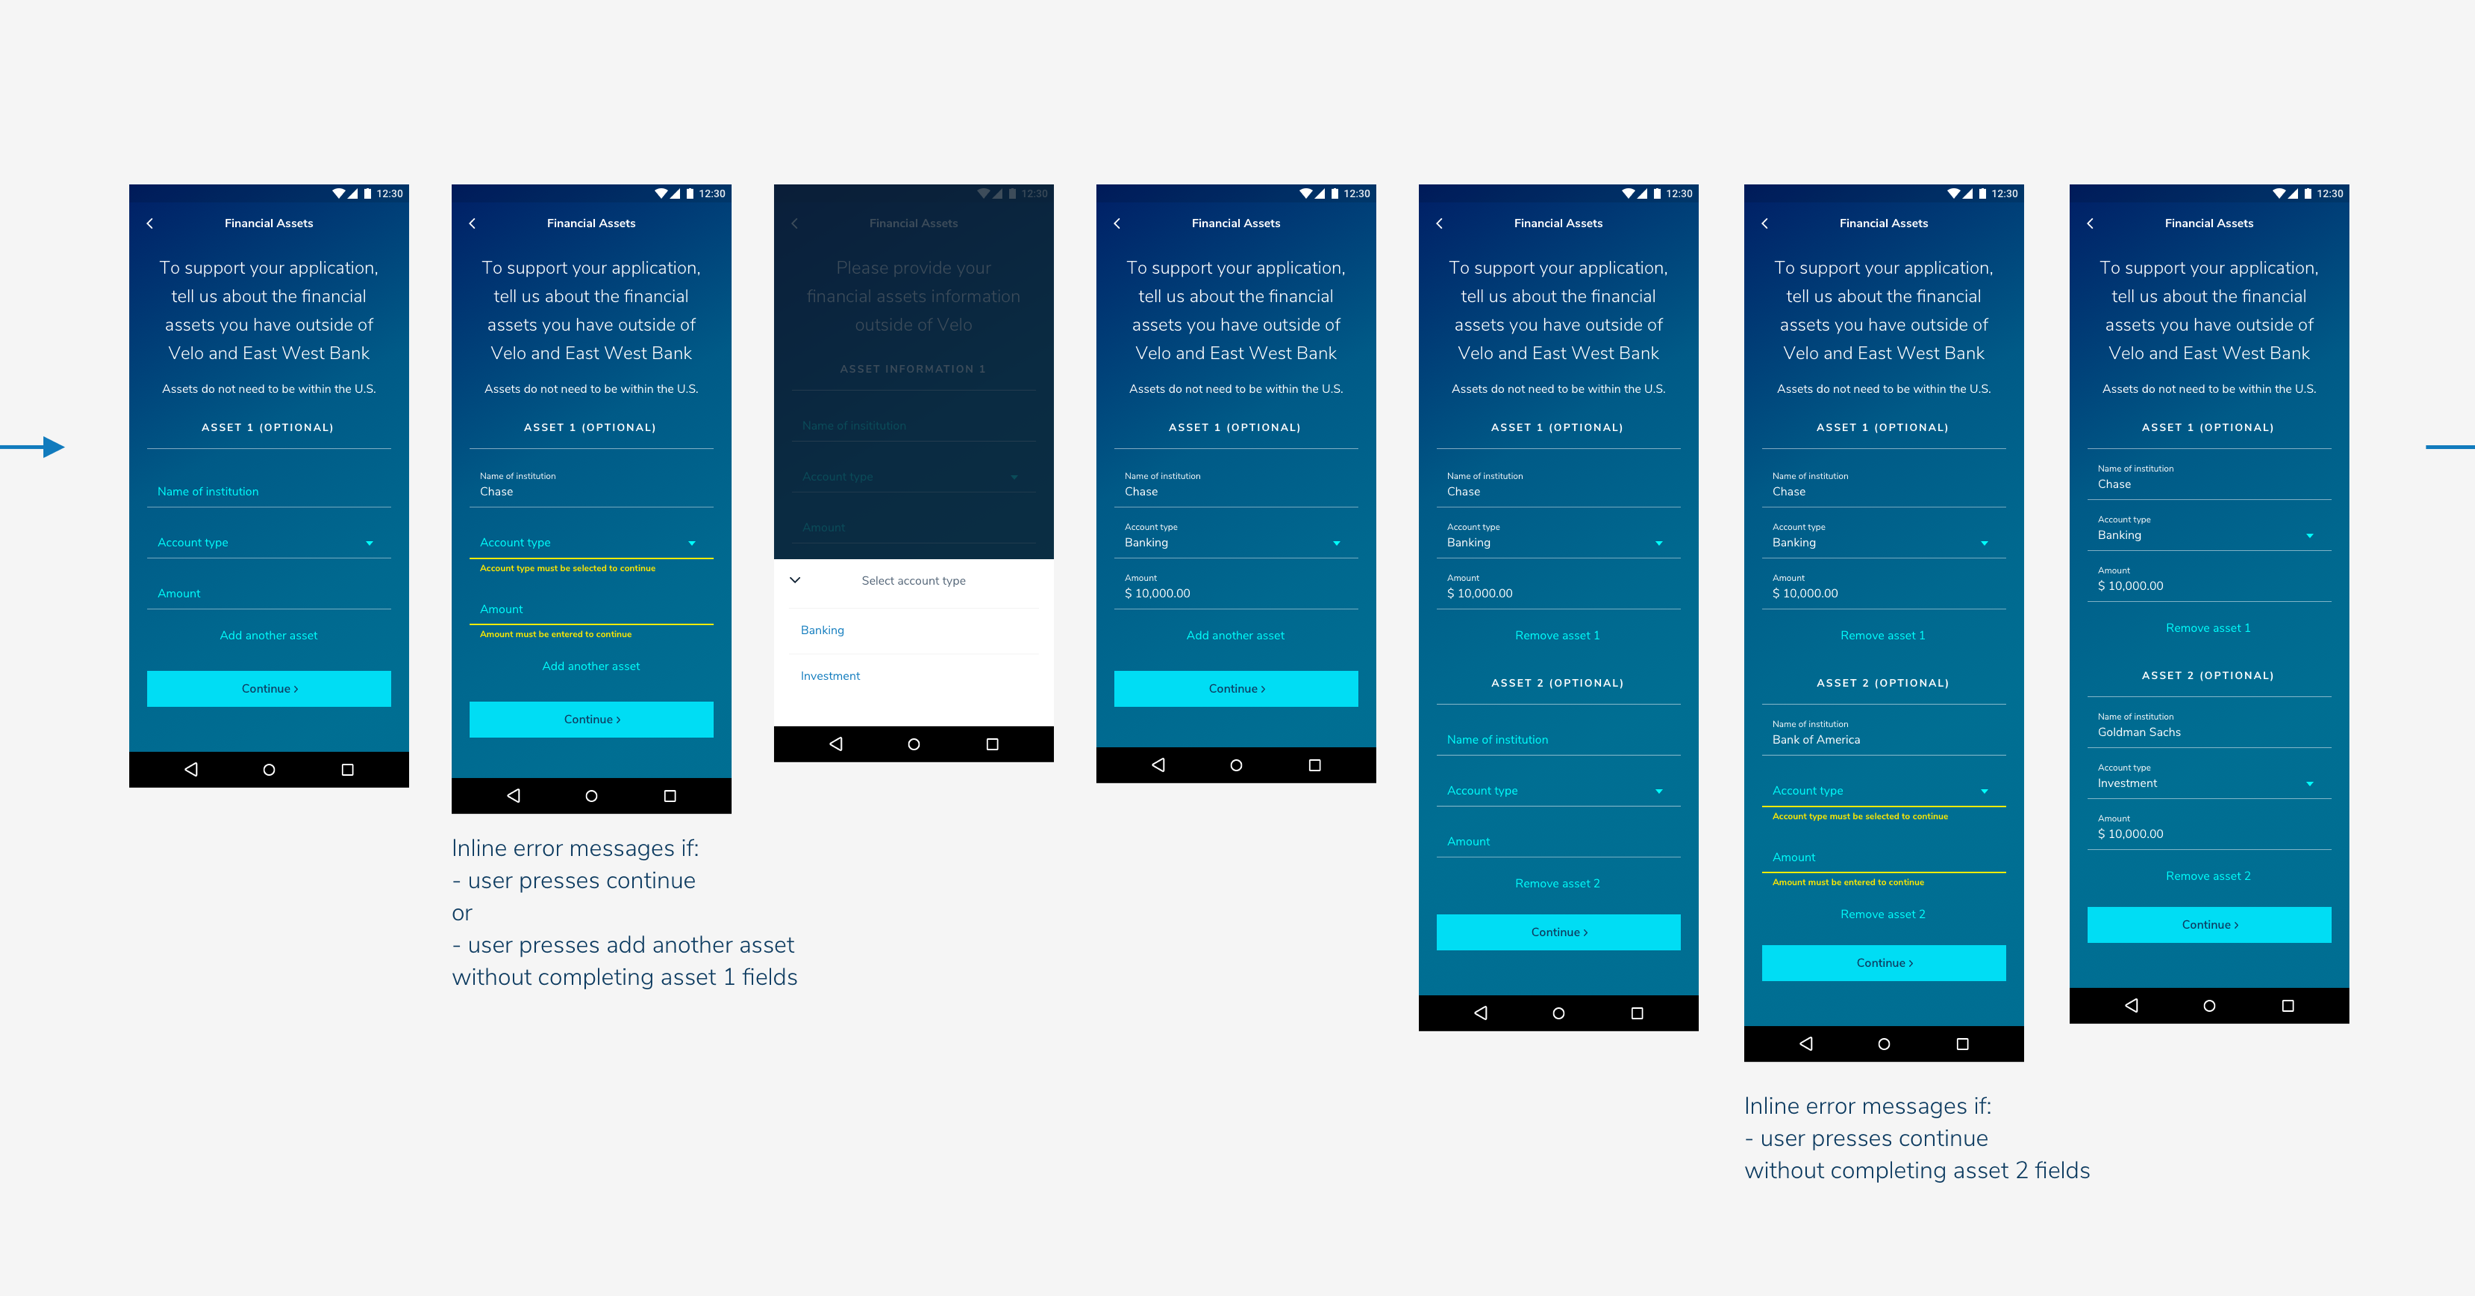 12:30
Financial Assets
To support your application,
tell us about the financial
assets you have outside of
Velo and East West Bank
Assets do not need to be within the U.S.
ASSET 1 (OPTIONAL)
Name of institution
Account type
Amount
Add another asset
Continue >
12:30
Financial Assets
To support your application,
tell us about the financial
assets you have outside of
Velo and East West Bank
Assets do not need to be within the U.S.
ASSET 1 (OPTIONAL)
Name of institution
Chase
Account type
Account type must be selected to continue
Amount
Amount must be entered to continue
Add another asset
Continue >
Inline error messages if:
- user presses continue
or
- user presses add another asset
without completing asset 1 fields
12:30
Financial Assets
Please provide your
financial assets information
outside of Velo
ASSET INFORMATION 1
Name of insititution
Account type
Amount
Select account type
Banking
Investment
12:30
Financial Assets
To support your application,
tell us about the financial
assets you have outside of
Velo and East West Bank
Assets do not need to be within the U.S.
ASSET 1 (OPTIONAL)
Name of institution
Chase
Account type
Banking
Amount
$ 10,000.00
Add another asset
Continue >
12:30
Financial Assets
To support your application,
tell us about the financial
assets you have outside of
Velo and East West Bank
Assets do not need to be within the U.S.
ASSET 1 (OPTIONAL)
Name of institution
Chase
Account type
Banking
Amount
$ 10,000.00
Remove asset 1
ASSET 2 (OPTIONAL)
Name of institution
Account type
Amount
Remove asset 2
Continue >
12:30
Financial Assets
To support your application,
tell us about the financial
assets you have outside of
Velo and East West Bank
Assets do not need to be within the U.S.
ASSET 1 (OPTIONAL)
Name of institution
Chase
Account type
Banking
Amount
$ 10,000.00
Remove asset 1
ASSET 2 (OPTIONAL)
Name of institution
Bank of America
Account type
Account type must be selected to continue
Amount
Amount must be entered to continue
Remove asset 2
Continue >
Inline error messages if:
- user presses continue
without completing asset 2 fields
12:30
Financial Assets
To support your application,
tell us about the financial
assets you have outside of
Velo and East West Bank
Assets do not need to be within the U.S.
ASSET 1 (OPTIONAL)
Name of institution
Chase
Account type
Banking
Amount
$ 10,000.00
Remove asset 1
ASSET 2 (OPTIONAL)
Name of institution
Goldman Sachs
Account type
Investment
Amount
$ 10,000.00
Remove asset 2
Continue >